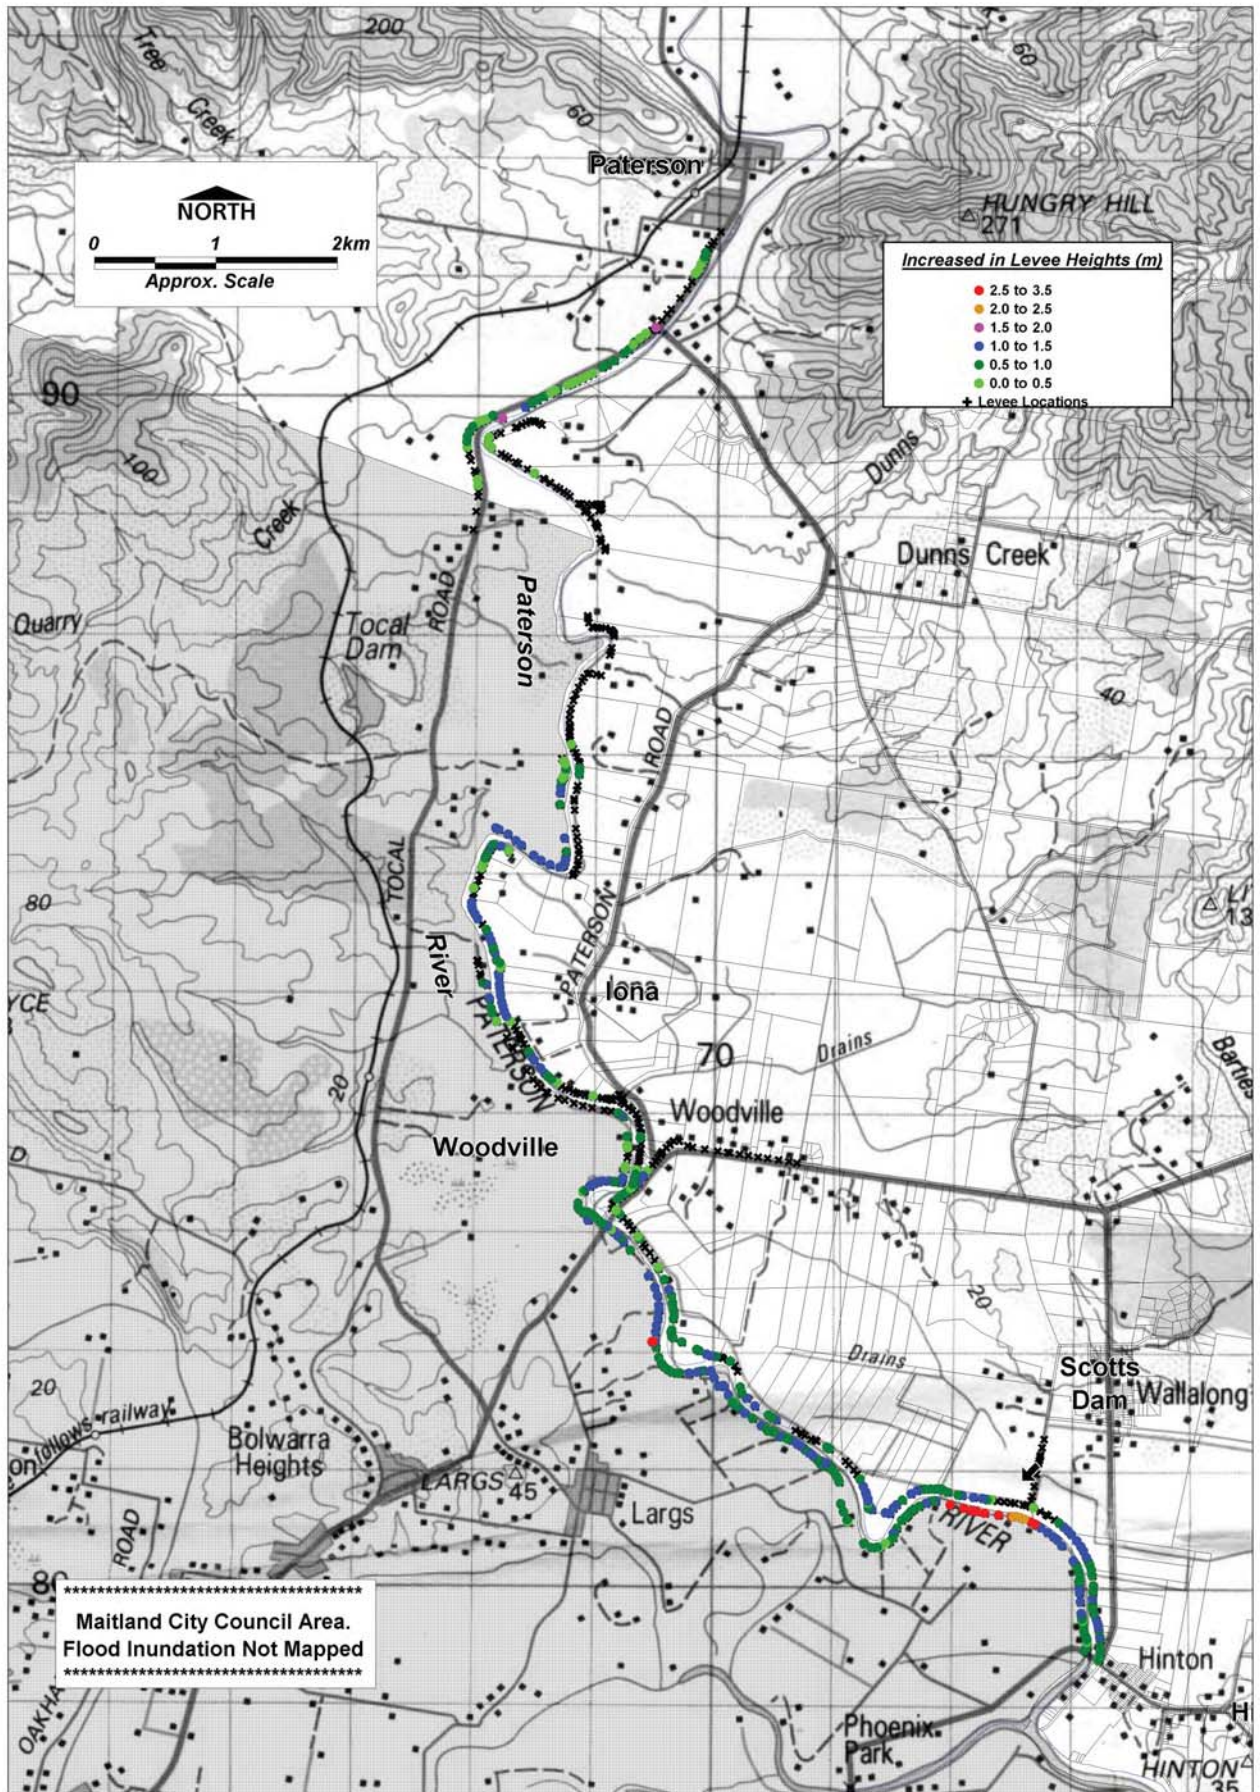 200
Tree
Creek
60
60
Paterson
NORTH
0 1 2km
Approx. Scale
HUNGRY HILL
271
Increased in Levee Heights (m)
2.5 to 3.5
2.0 to 2.5
1.5 to 2.0
1.0 to 1.5
0.5 to 1.0
0.0 to 0.5
Levee Locations
90
100
Creek
Dunns
Dunns Creek
ROAD
Paterson
Quarry
Tocal
Dam
40
ROAD
TOCAL
80
PATERSON
River
Iona
PATERSON
70
Drains
20
Woodville
Woodville
D
20
Drains
Scotts
Dam
Wallalong
20
follows railway
Bolwarra
Heights
LARGS
45
Largs
ROAD
RIVER
80
**************************************
Maitland City Council Area.
Flood Inundation Not Mapped
**************************************
Hinton
Phoenix
Park
H
HINTON
35